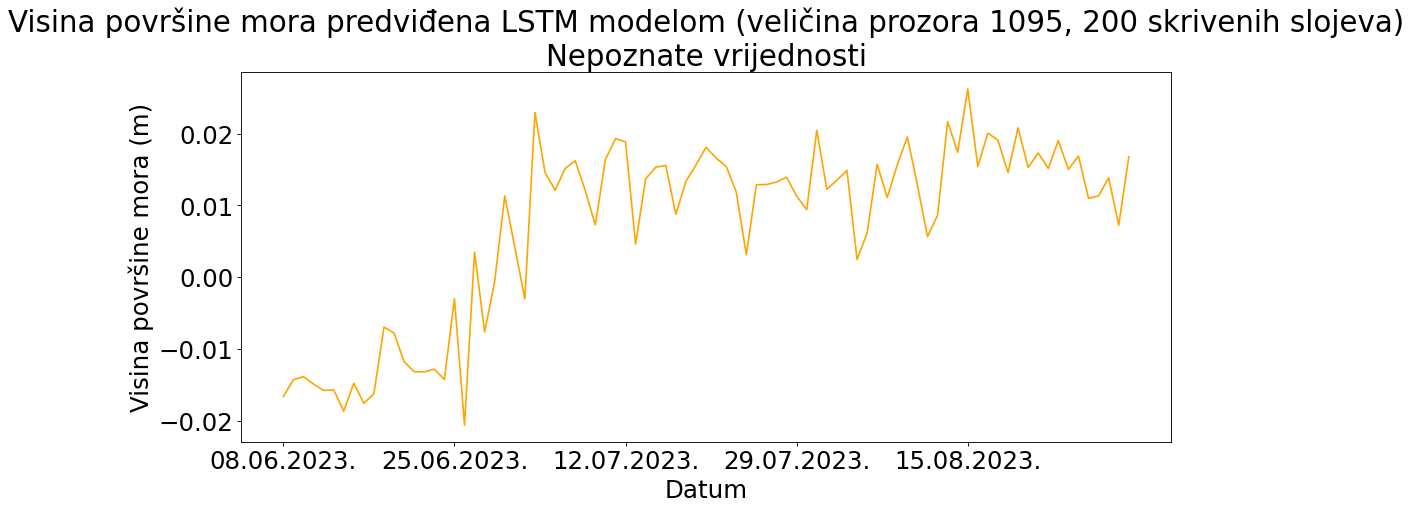 Visina površine mora predviđena LSTM modelom (veličina prozora 1095, 200 skrivenih slojeva)
Nepoznate vrijednosti
Visina površine mora (m)
0.02
0.01
0.00
−0.01
−0.02
08.06.2023. 25.06.2023. 12.07.2023. 29.07.2023. 15.08.2023.
Datum